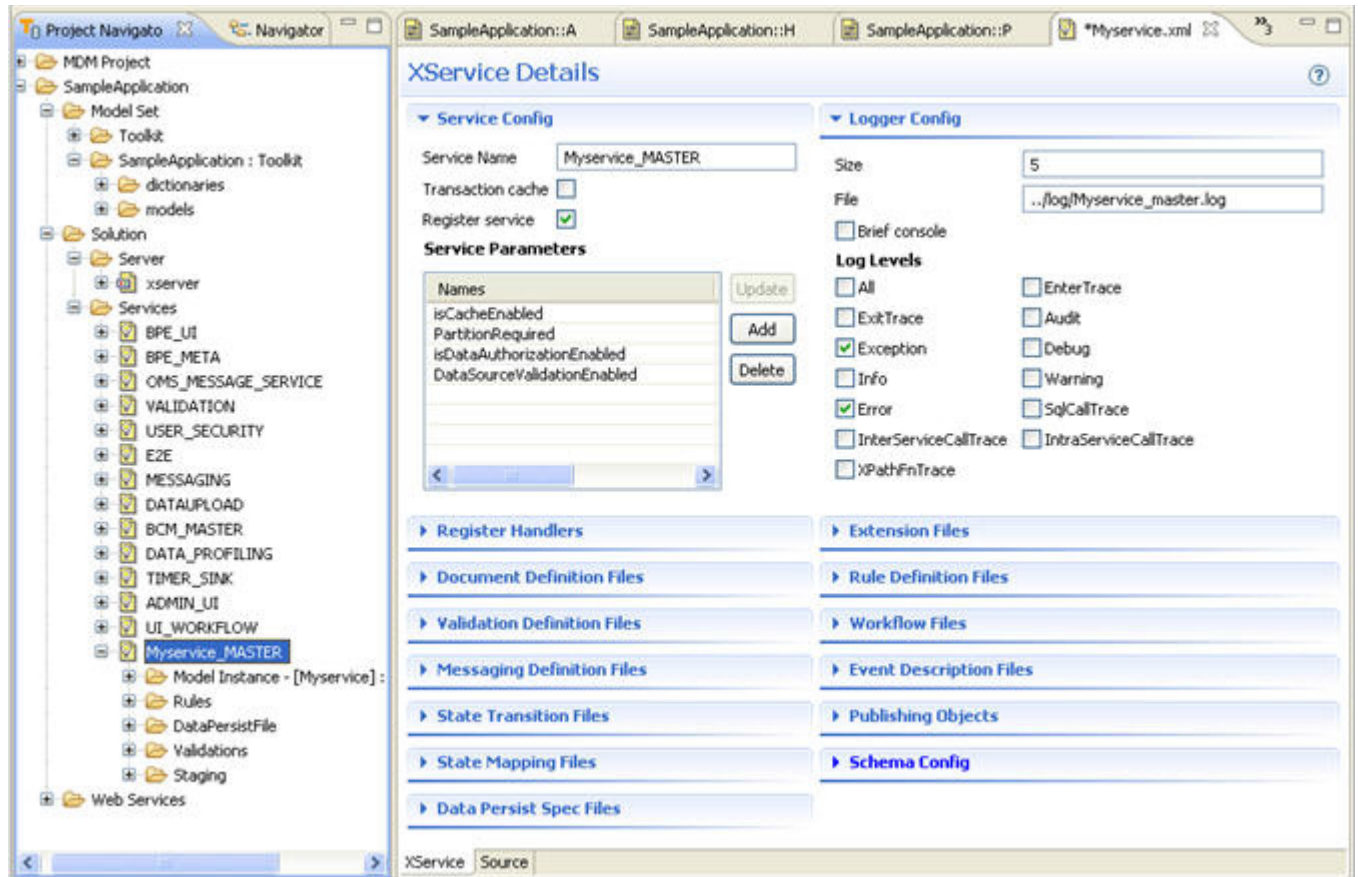 Project Navigato
Navigator
MDM Project
SampleApplication
Model Set
Toolkit
SampleApplication : Toolkit
dictionaries
models
Solution
Server
xserver
Services
BPE_UI
BPE_META
OMS_MESSAGE_SERVICE
VALIDATION
USER_SECURITY
E2E
MESSAGING
DATAUPLOAD
BCM_MASTER
DATA_PROFILING
TIMER_SINK
ADMIN_UI
UI_WORKFLOW
Myservice_MASTER
Model Instance - [Myservice] :
Rules
DataPersistFile
Validations
Staging
Web Services
SampleApplication::A
SampleApplication::H
SampleApplication::P
*Myservice.xml
»3
XService Details
?
Service Config
Service Name Myservice_MASTER
Transaction cache
Register service
Service Parameters
Names
isCacheEnabled
PartitionRequired
isDataAuthorizationEnabled
DataSourceValidationEnabled
Update
Add
Delete
Logger Config
Size 5
File ../log/Myservice_master.log
Brief console
Log Levels
All EnterTrace
ExitTrace Audit
Exception Debug
Info Warning
Error SqlCallTrace
InterServiceCallTrace IntraServiceCallTrace
XPathFnTrace
Register Handlers
Extension Files
Document Definition Files
Rule Definition Files
Validation Definition Files
Workflow Files
Messaging Definition Files
Event Description Files
State Transition Files
Publishing Objects
State Mapping Files
Schema Config
Data Persist Spec Files
XService Source